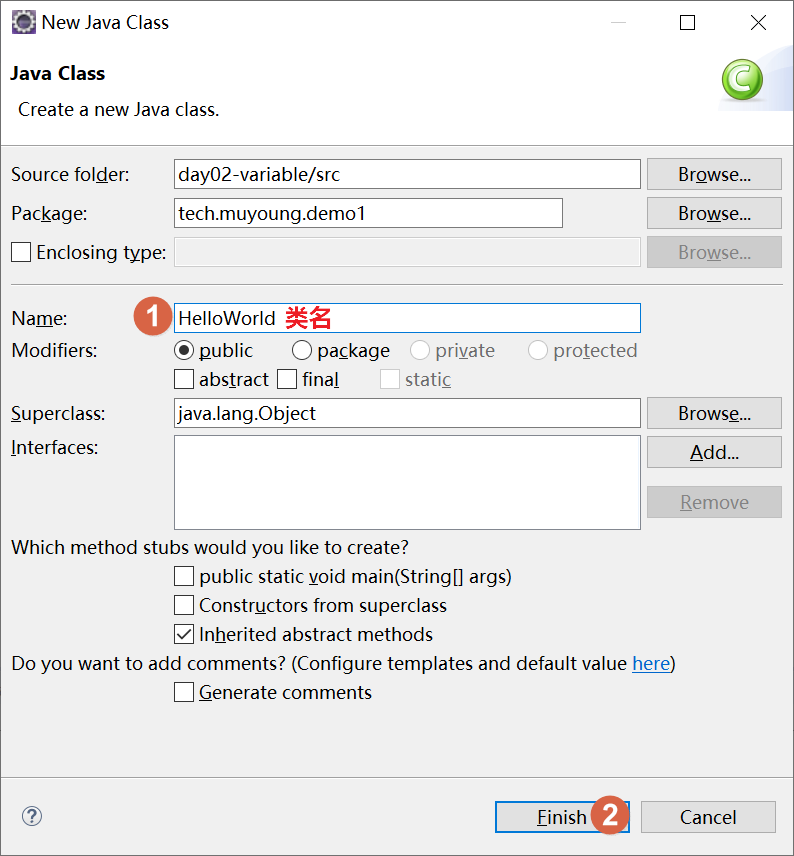 New Java Class
Java Class
Create a new Java class.
Source folder: day02-variable/src Browse...
Package: tech.muyoung.demo1 Browse...
Enclosing type: Browse...
1
Name: HelloWorld 类名
Modifiers: public package private protected
abstract final static
Superclass: java.lang.Object Browse...
Interfaces: Add...
Remove
Which method stubs would you like to create?
public static void main(String[] args)
Constructors from superclass
Inherited abstract methods
Do you want to add comments? (Configure templates and default value here)
Generate comments
? Finish 2 Cancel